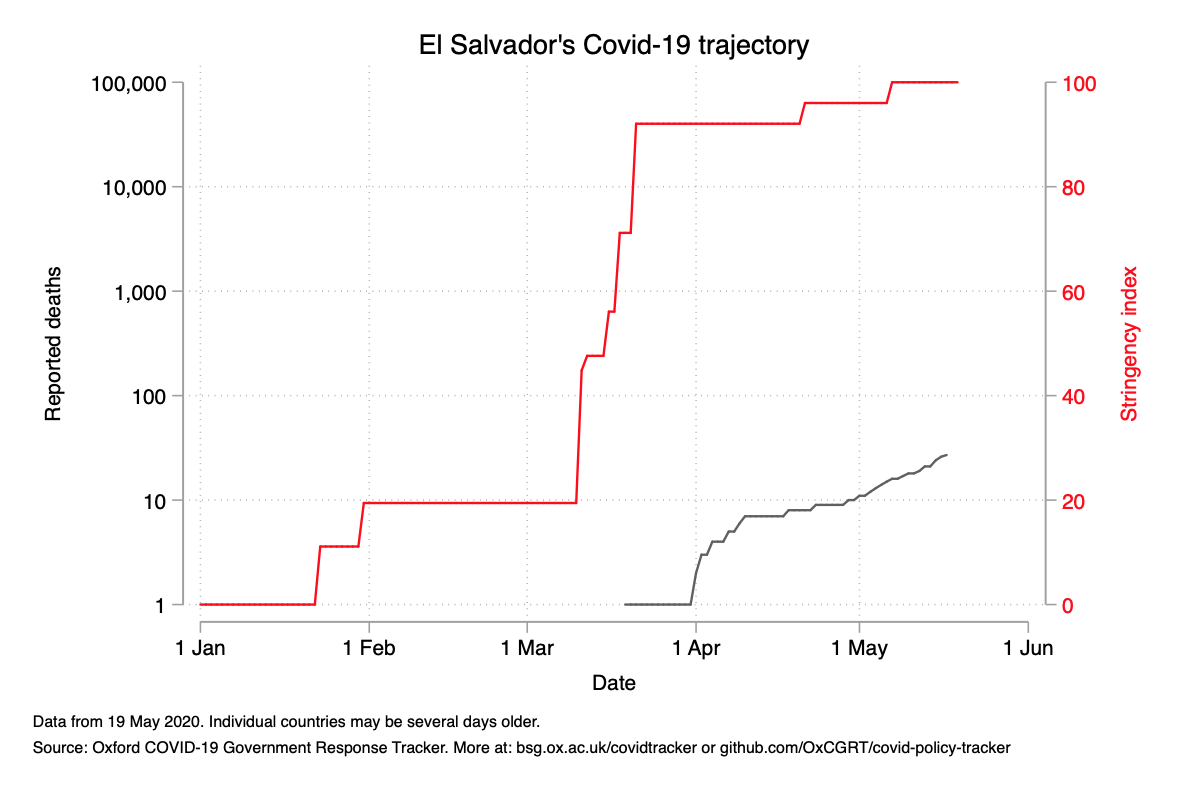 El Salvador's Covid-19 trajectory
100,000
10,000
1,000
100
10
1
Reported deaths
100
80
60
40
20
0
Stringency index
1 Jan
1 Feb
1 Mar
1 Apr
1 May
1 Jun
Date
Data from 19 May 2020. Individual countries may be several days older.
Source: Oxford COVID-19 Government Response Tracker. More at: bsg.ox.ac.uk/covidtracker or github.com/OxCGRT/covid-policy-tracker